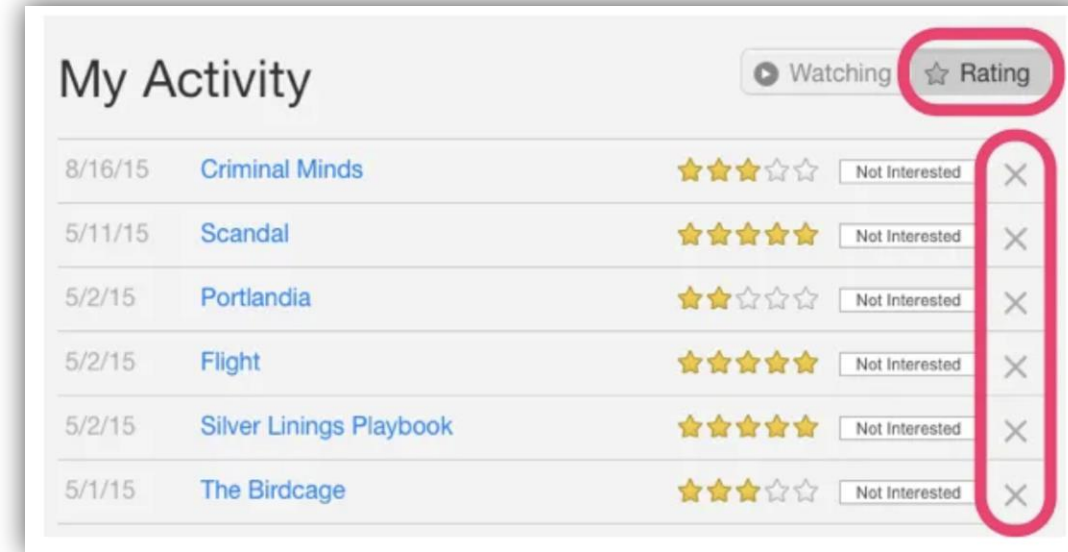 My Activity
Watching
Rating
8/16/15 Criminal Minds Not Interested
5/11/15 Scandal Not Interested
5/2/15 Portlandia Not Interested
5/2/15 Flight Not Interested
5/2/15 Silver Linings Playbook Not Interested
5/1/15 The Birdcage Not Interested